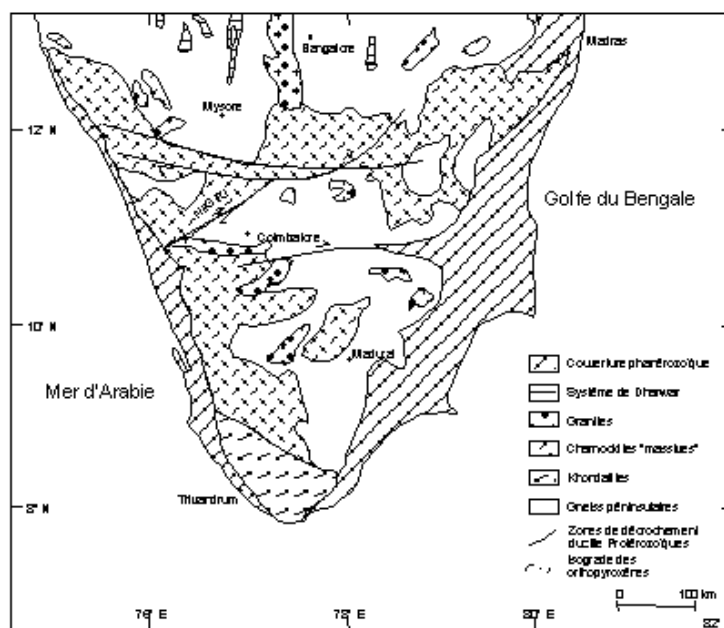 Bangalore
Madras
Mysore
12° N
Golfe du Bengale
Coimbatore
10° N
Madurai
Mer d'Arabie
Couverture phanérozoïque
Système de Dharwar
Granites
Charnockites "massives"
Khondalites
Trivandrum
8° N
Gneiss péninsulaires
Zones de décrochement
ductile Protérozoïques
Isograde des
orthopyroxènes
0 100 km
76° E
78° E
80° E
82°